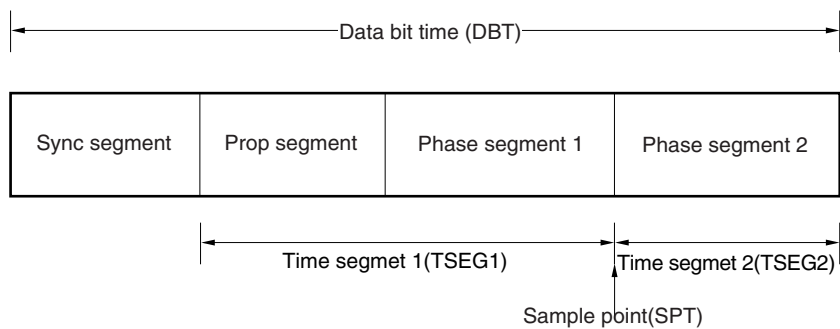 Data bit time (DBT)
Sync segment
Prop segment
Phase segment 1
Phase segment 2
Time segmet 1(TSEG1)
Time segmet 2(TSEG2)
Sample point(SPT)